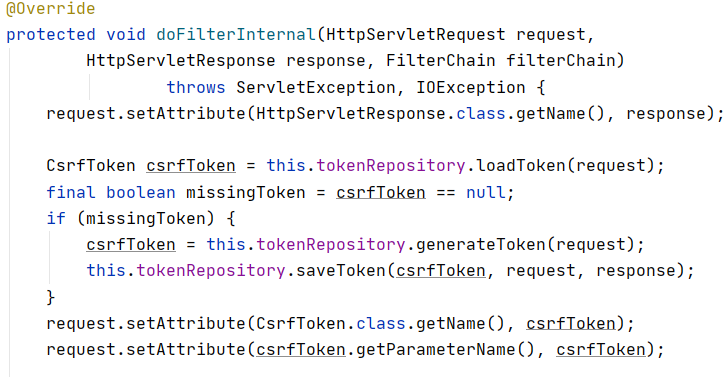 @Override
protected void doFilterInternal(HttpServletRequest request,
HttpServletResponse response, FilterChain filterChain)
throws ServletException, IOException {
request.setAttribute(HttpServletResponse.class.getName(), response);
CsrfToken csrfToken = this.tokenRepository.loadToken(request);
final boolean missingToken = csrfToken == null;
if (missingToken) {
csrfToken = this.tokenRepository.generateToken(request);
this.tokenRepository.saveToken(csrfToken, request, response);
}
request.setAttribute(CsrfToken.class.getName(), csrfToken);
request.setAttribute(csrfToken.getParameterName(), csrfToken);